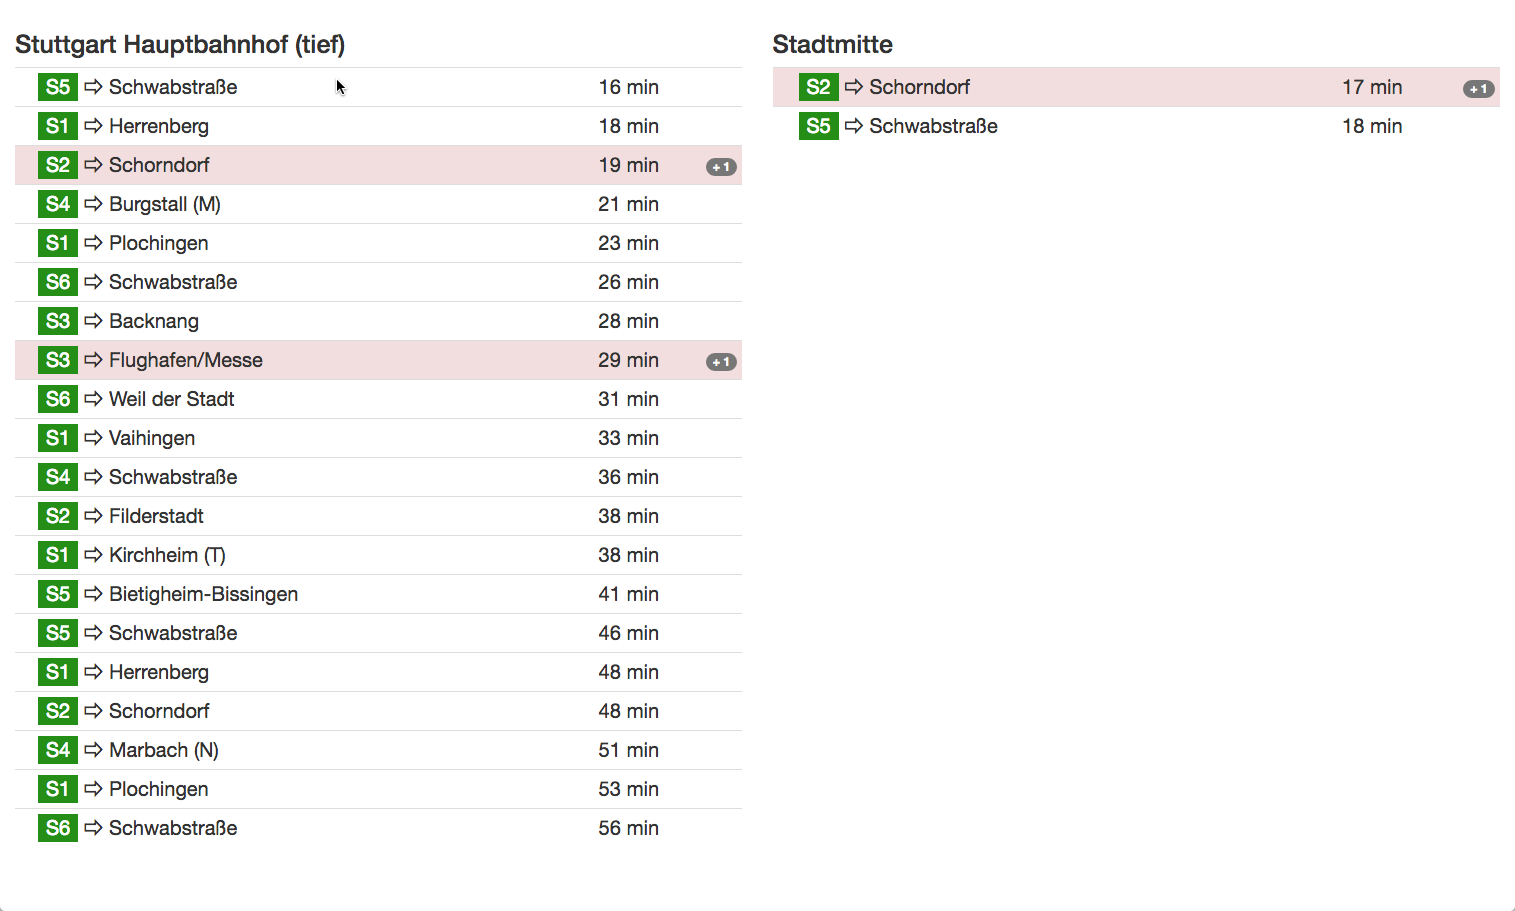 Stuttgart Hauptbahnhof (tief)
S5 ⇨ Schwabstraße 16 min
S1 ⇨ Herrenberg 18 min
S2 ⇨ Schorndorf 19 min +1
S4 ⇨ Burgstall (M) 21 min
S1 ⇨ Plochingen 23 min
S6 ⇨ Schwabstraße 26 min
S3 ⇨ Backnang 28 min
S3 ⇨ Flughafen/Messe 29 min +1
S6 ⇨ Weil der Stadt 31 min
S1 ⇨ Vaihingen 33 min
S4 ⇨ Schwabstraße 36 min
S2 ⇨ Filderstadt 38 min
S1 ⇨ Kirchheim (T) 38 min
S5 ⇨ Bietigheim-Bissingen 41 min
S5 ⇨ Schwabstraße 46 min
S1 ⇨ Herrenberg 48 min
S2 ⇨ Schorndorf 48 min
S4 ⇨ Marbach (N) 51 min
S1 ⇨ Plochingen 53 min
S6 ⇨ Schwabstraße 56 min
Stadtmitte
S2 ⇨ Schorndorf 17 min +1
S5 ⇨ Schwabstraße 18 min